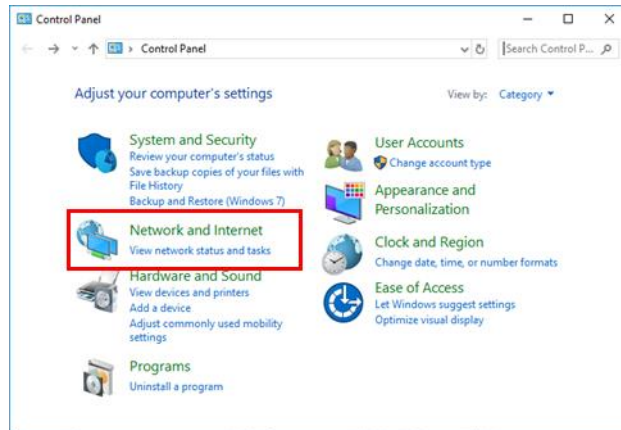 Control Panel
Control Panel
Search Control P...
Adjust your computer's settings
View by: Category
System and Security
Review your computer's status
Save backup copies of your files with
File History
Backup and Restore (Windows 7)
Network and Internet
View network status and tasks
Hardware and Sound
View devices and printers
Add a device
Adjust commonly used mobility
settings
Programs
Uninstall a program
User Accounts
Change account type
Appearance and
Personalization
Clock and Region
Change date, time, or number formats
Ease of Access
Let Windows suggest settings
Optimize visual display